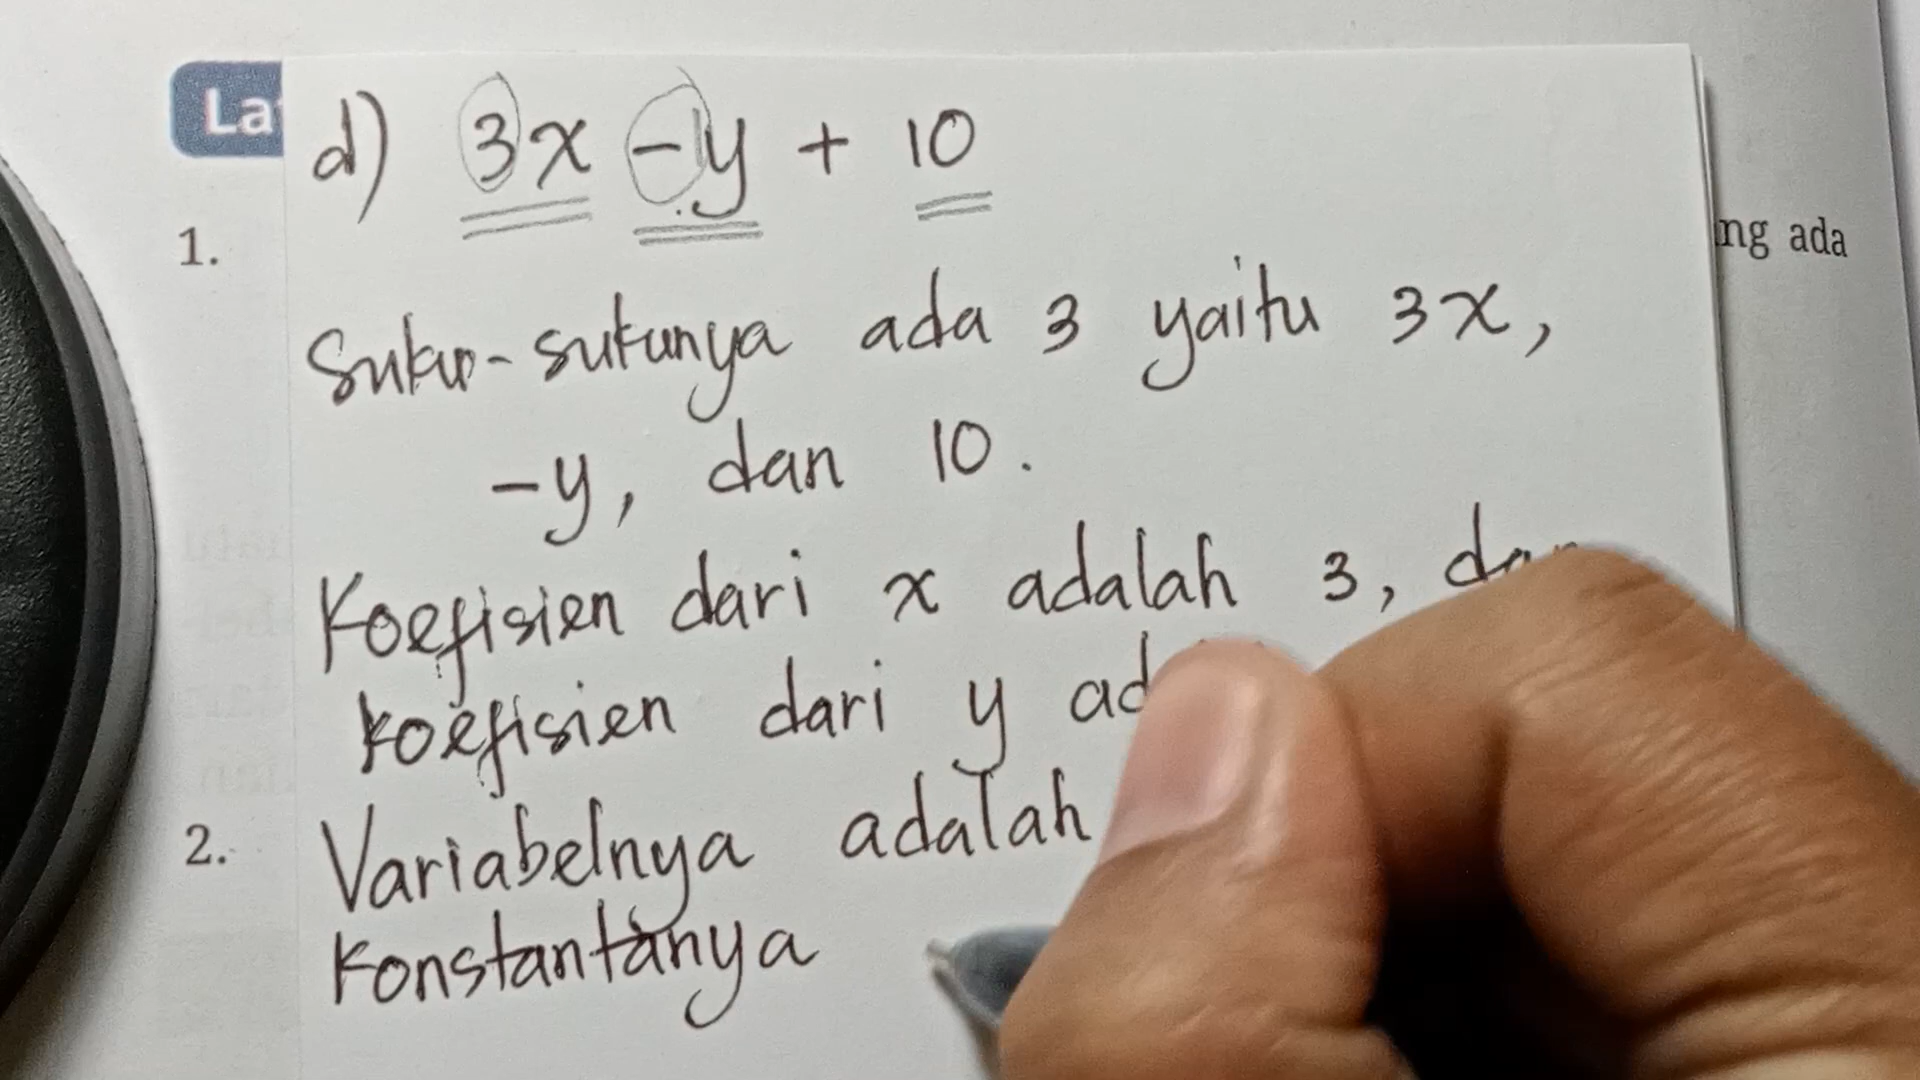 La
d) 3x -1y + 10
1.
ng ada
Suku-sukunya ada 3 yaitu 3x,
-y, dan 10.
Koefisien dari x adalah 3,
koefisien dari y
2.
Variabelnya adalah
Konstantanya